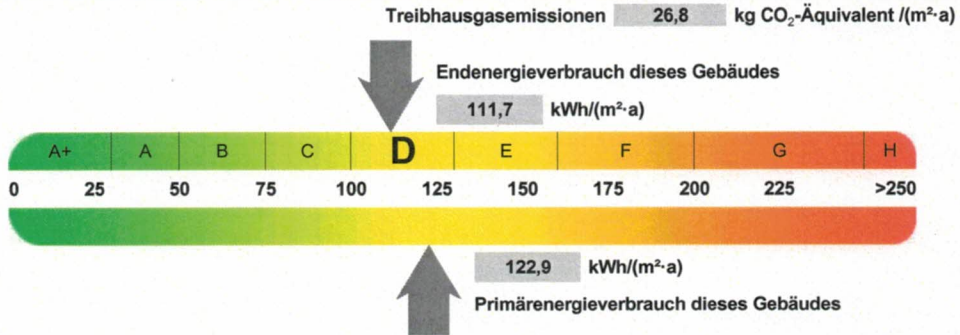 Treibhausgasemissionen 26,8 kg CO₂-Äquivalent /(m²·a)
Endenergieverbrauch dieses Gebäudes
111,7 kWh/(m²·a)
A+ A B C D E F G H
0 25 50 75 100 125 150 175 200 225 >250
122,9 kWh/(m²·a)
Primärenergieverbrauch dieses Gebäudes